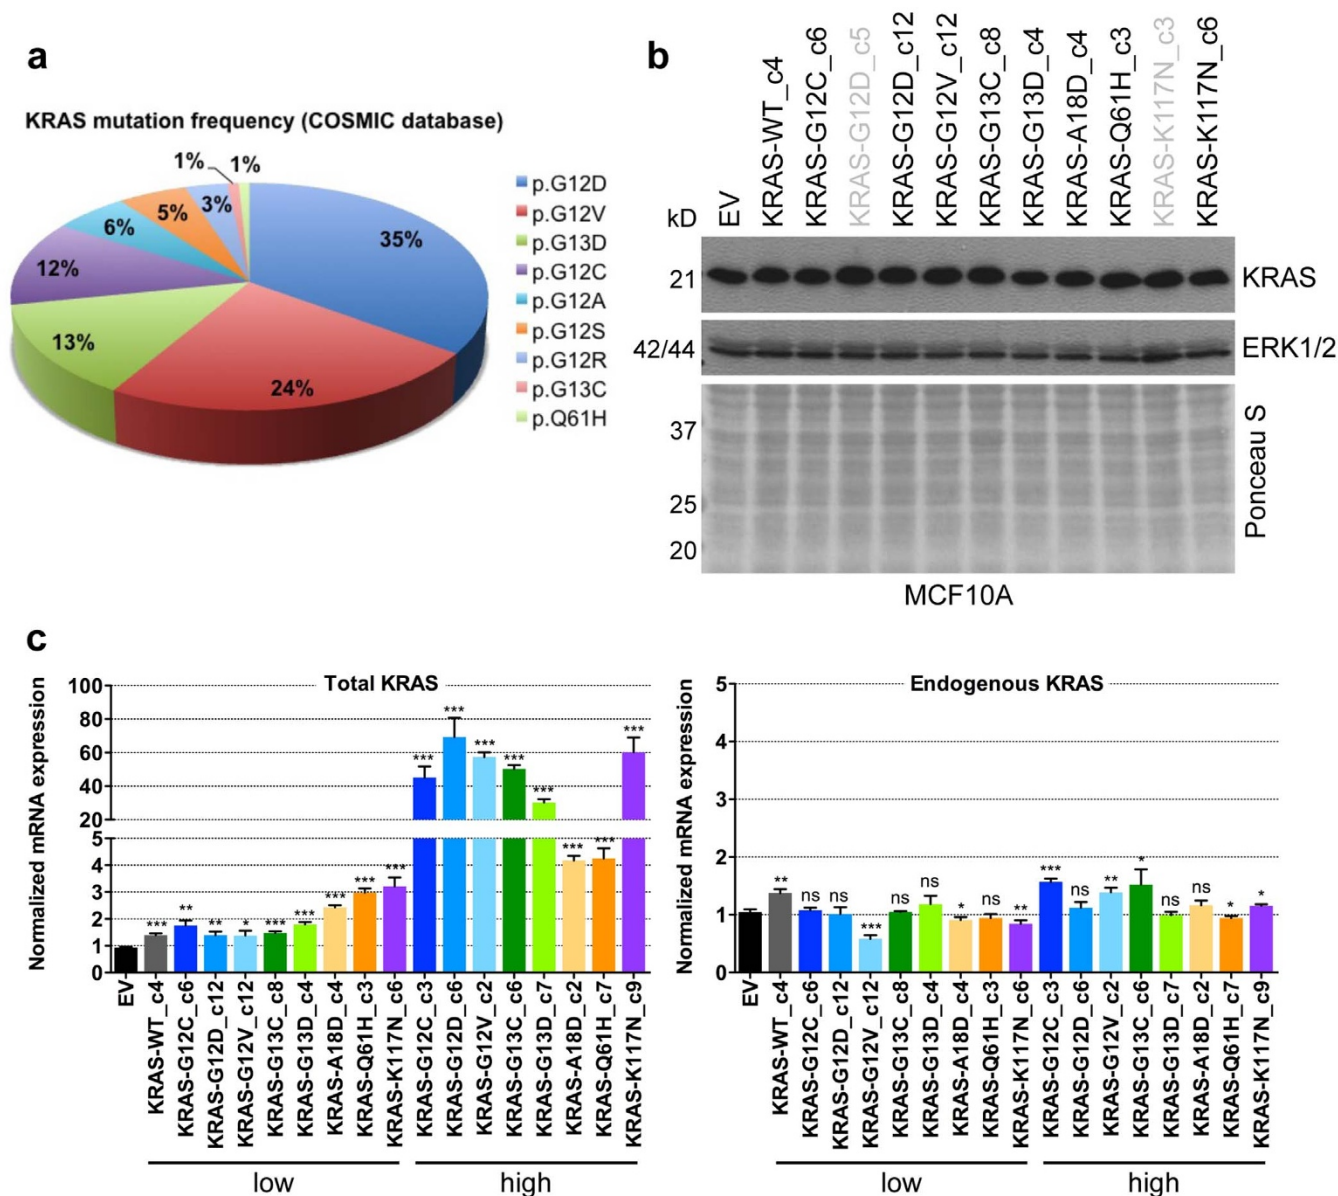 a
KRAS mutation frequency (COSMIC database)
1%
1%
3%
5%
6%
12%
13%
24%
35%
p.G12D
p.G12V
p.G13D
p.G12C
p.G12A
p.G12S
p.G12R
p.G13C
p.Q61H
b
kD
EV
KRAS-WT_c4
KRAS-G12C_c6
KRAS-G12D_c5
KRAS-G12D_c12
KRAS-G12V_c12
KRAS-G13C_c8
KRAS-G13D_c4
KRAS-A18D_c4
KRAS-Q61H_c3
KRAS-K117N_c3
KRAS-K117N_c6
21
KRAS
42/44
ERK1/2
37
25
20
Ponceau S
MCF10A
c
Total KRAS
Normalized mRNA expression
100
80
60
40
20
5
4
3
2
1
0
***
**
**
*
***
***
***
***
***
***
***
***
***
***
***
***
***
EV
KRAS-WT_c4
KRAS-G12C_c6
KRAS-G12D_c12
KRAS-G12V_c12
KRAS-G13C_c8
KRAS-G13D_c4
KRAS-A18D_c4
KRAS-Q61H_c3
KRAS-K117N_c6
KRAS-G12C_c3
KRAS-G12D_c6
KRAS-G12V_c2
KRAS-G13C_c6
KRAS-G13D_c7
KRAS-A18D_c2
KRAS-Q61H_c7
KRAS-K117N_c9
low
high
Endogenous KRAS
Normalized mRNA expression
5
4
3
2
1
0
**
ns
ns
***
ns
ns
*
ns
**
***
ns
**
*
ns
ns
*
*
EV
KRAS-WT_c4
KRAS-G12C_c6
KRAS-G12D_c12
KRAS-G12V_c12
KRAS-G13C_c8
KRAS-G13D_c4
KRAS-A18D_c4
KRAS-Q61H_c3
KRAS-K117N_c6
KRAS-G12C_c3
KRAS-G12D_c6
KRAS-G12V_c2
KRAS-G13C_c6
KRAS-G13D_c7
KRAS-A18D_c2
KRAS-Q61H_c7
KRAS-K117N_c9
low
high